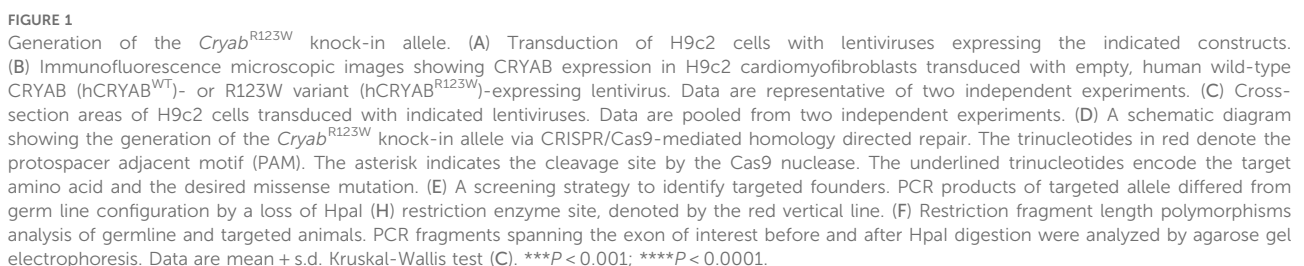 FIGURE 1
Generation of the Cryab^R123W knock-in allele. (A) Transduction of H9c2 cells with lentiviruses expressing the indicated constructs.
(B) Immunofluorescence microscopic images showing CRYAB expression in H9c2 cardiomyofibroblasts transduced with empty, human wild-type
CRYAB (hCRYAB^WT)- or R123W variant (hCRYAB^R123W)-expressing lentivirus. Data are representative of two independent experiments. (C) Cross-
section areas of H9c2 cells transduced with indicated lentiviruses. Data are pooled from two independent experiments. (D) A schematic diagram
showing the generation of the Cryab^R123W knock-in allele via CRISPR/Cas9-mediated homology directed repair. The trinucleotides in red denote the
protospacer adjacent motif (PAM). The asterisk indicates the cleavage site by the Cas9 nuclease. The underlined trinucleotides encode the target
amino acid and the desired missense mutation. (E) A screening strategy to identify targeted founders. PCR products of targeted allele differed from
germ line configuration by a loss of HpaI (H) restriction enzyme site, denoted by the red vertical line. (F) Restriction fragment length polymorphisms
analysis of germline and targeted animals. PCR fragments spanning the exon of interest before and after HpaI digestion were analyzed by agarose gel
electrophoresis. Data are mean + s.d. Kruskal-Wallis test (C). ***P < 0.001; ****P < 0.0001.